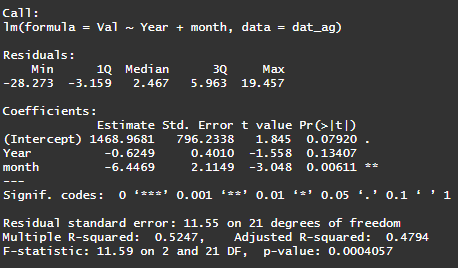 Call:
lm(formula = Val ~ Year + month, data = dat_ag)
Residuals:
    Min      1Q  Median      3Q     Max
-28.273  -3.159   2.467   5.963  19.457
Coefficients:
             Estimate Std. Error t value Pr(>|t|)
(Intercept) 1468.9681   796.2338   1.845  0.07920 .
Year          -0.6249     0.4010  -1.558  0.13407
month         -6.4469     2.1149  -3.048  0.00611 **
---
Signif. codes:  0 ‘***’ 0.001 ‘**’ 0.01 ‘*’ 0.05 ‘.’ 0.1 ‘ ’ 1
Residual standard error: 11.55 on 21 degrees of freedom
Multiple R-squared:  0.5247,    Adjusted R-squared:  0.4794
F-statistic: 11.59 on 2 and 21 DF,  p-value: 0.0004057